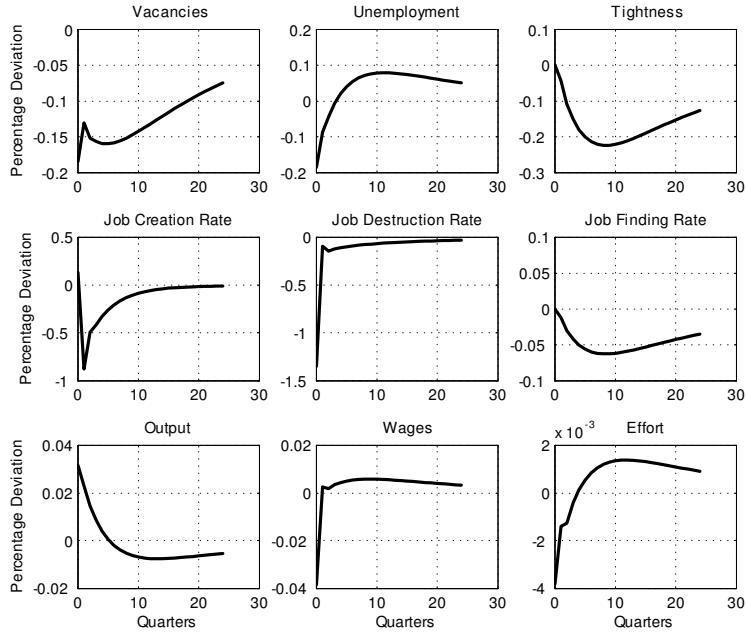 Vacancies
Unemployment
Tightness
Percentage Deviation
0
-0.05
-0.1
-0.15
-0.2
0 10 20 30
0.2
0.1
0
-0.1
-0.2
0 10 20 30
0.1
0
-0.1
-0.2
-0.3
0 10 20 30
Job Creation Rate
Job Destruction Rate
Job Finding Rate
Percentage Deviation
0.5
0
-0.5
-1
0 10 20 30
0
-0.5
-1
-1.5
0 10 20 30
0.1
0.05
0
-0.05
-0.1
0 10 20 30
Output
Wages
Effort
Percentage Deviation
0.04
0.02
0
-0.02
0 10 20 30
Quarters
0.02
0
-0.02
-0.04
0 10 20 30
Quarters
x 10^-3
2
0
-2
-4
0 10 20 30
Quarters